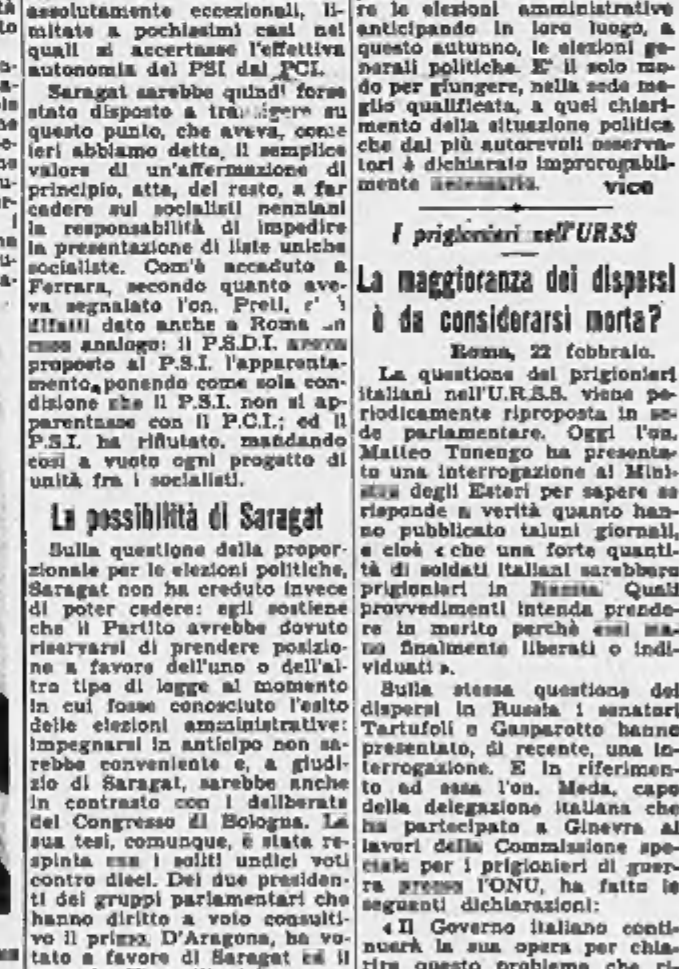 assolutamente eccezionali, li-
mitate a pochissimi casi nei
quali si accertasse l'effettiva
autonomia del PSI dal PCI.
Saragat sarebbe quindi forse
stato disposto a transigere su
questo punto, che aveva, come
ieri abbiamo detto, il semplice
valore di un'affermazione di
principio, atta, del resto, a far
cadere sui socialisti nenniani
la responsabilità di impedire
la presentazione di liste uniche
socialiste. Com'è accaduto a
Ferrara, secondo quanto ave-
va segnalato l'on. Preti, 
difatti dato anche a Roma un
caso analogo: il P.S.D.I. aveva
proposto al P.S.I. l'apparenta-
mento, ponendo come sola con-
dizione che il P.S.I. non si ap-
parentasse con il P.C.I.; ed il
P.S.I. ha rifiutato, mandando
così a vuoto ogni progetto di
unità fra i socialisti.
La possibilità di Saragat
Sulla questione della propor-
zionale per le elezioni politiche,
Saragat non ha creduto invece
di poter cedere: egli sostiene
che il Partito avrebbe dovuto
riservarsi di prendere posizio-
ne a favore dell'uno o dell'al-
tro tipo di legge al momento
in cui fosse conosciuto l'esito
delle elezioni amministrative:
impegnarsi in anticipo non sa-
rebbe conveniente e, a giudi-
zio di Saragat, sarebbe anche
in contrasto con i deliberata
del Congresso di Bologna. La
sua tesi, comunque, è stata re-
spinta con i soliti undici voti
contro dieci. Dei due presiden-
ti dei gruppi parlamentari che
hanno diritto a voto consulti-
vo il primo, D'Aragona, ha vo-
tato a favore di Saragat ed il
re le elezioni amministrative
anticipando in loro luogo, a
questo autunno, le elezioni ge-
nerali politiche. E' il solo mo-
do per giungere, nella sede me-
glio qualificata, a quel chiari-
mento della situazione politica
che dai più autorevoli osserva-
tori è dichiarato improrogabil-
mente necessario. vice
I prigionieri nell'URSS
La maggioranza dei dispersi
è da considerarsi morta?
Roma, 22 febbraio.
La questione dei prigionieri
italiani nell'U.R.S.S. viene pe-
riodicamente riproposta in se-
de parlamentare. Oggi l'on.
Matteo Tonengo ha presenta-
to una interrogazione al Mini-
stro degli Esteri per sapere se
risponde a verità quanto han-
no pubblicato taluni giornali,
e cioè « che una forte quanti-
tà di soldati italiani sarebbero
prigionieri in Russia. Quali
provvedimenti intenda prende-
re in merito perchè essi sia-
no finalmente liberati o indi-
viduati ».
Sulla stessa questione dei
dispersi in Russia i senatori
Tartufoli e Gasparotto hanno
presentato, di recente, una in-
terrogazione. E in riferimen-
to ad essa l'on. Meda, capo
della delegazione italiana che
ha partecipato a Ginevra ai
lavori della Commissione spe-
ciale per i prigionieri di guer-
ra presso l'ONU, ha fatto le
seguenti dichiarazioni:
« Il Governo italiano conti-
nuerà la sua opera per chia-
rire questo problema che ri-